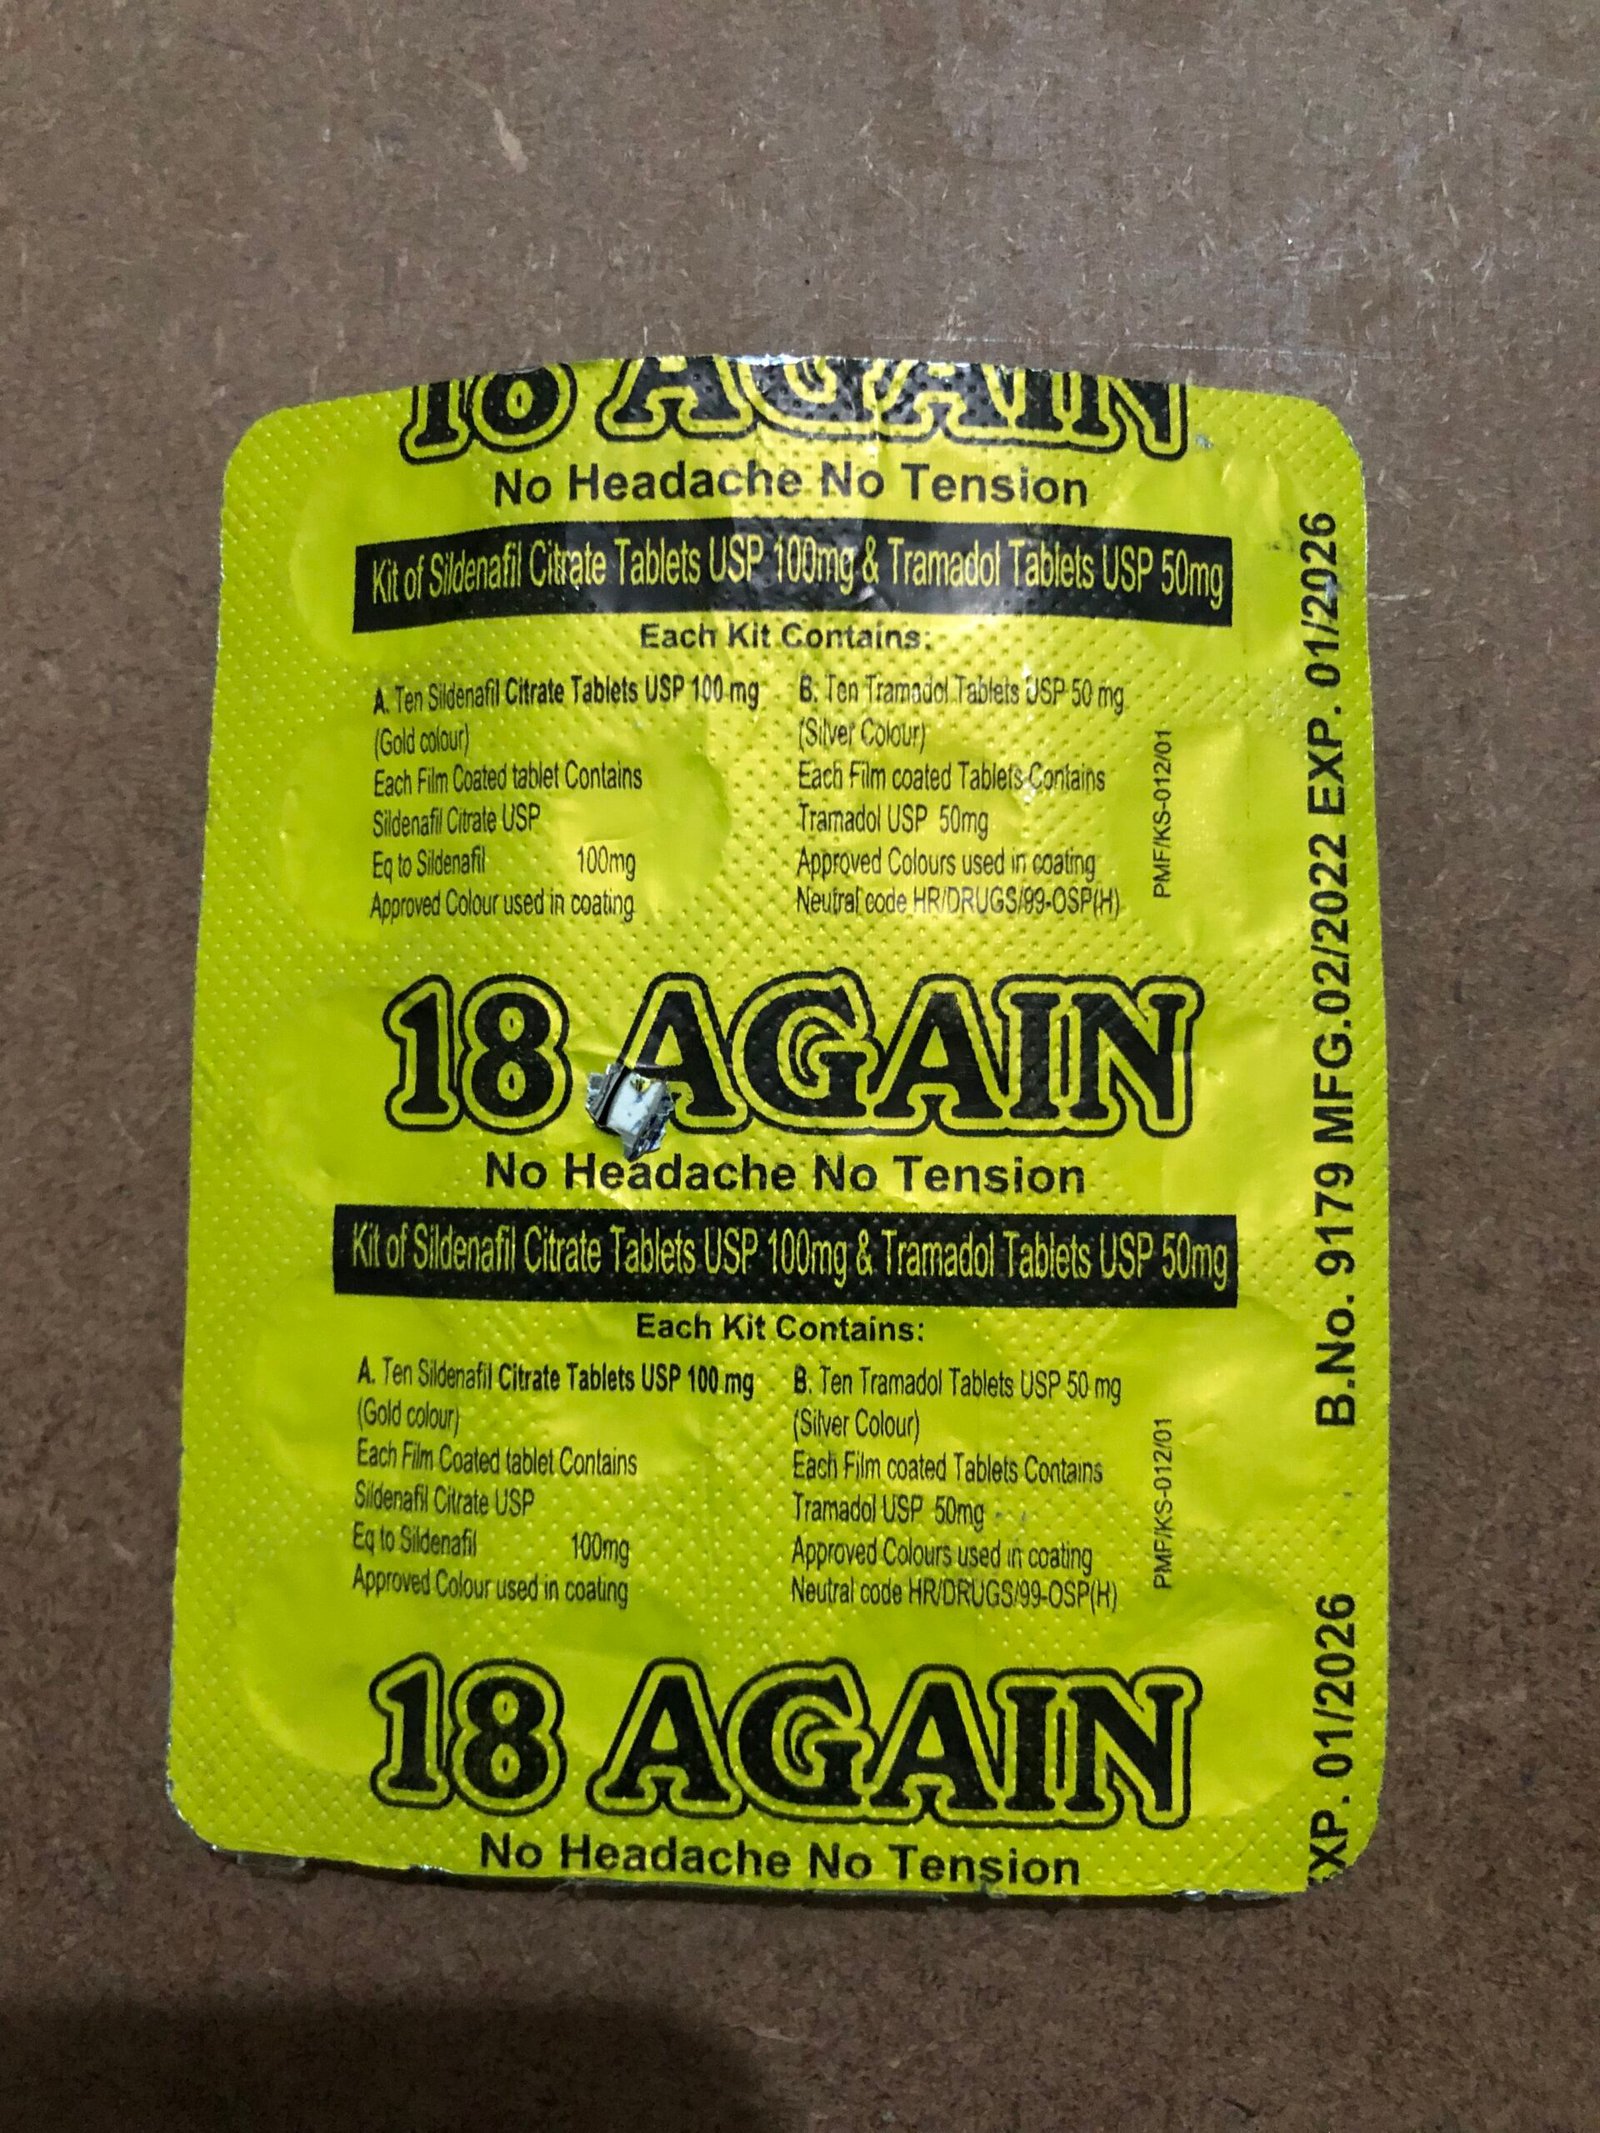 18 AGAIN
No Headache No Tension
Kit of Sildenafil Citrate Tablets USP 100mg & Tramadol Tablets USP 50mg
Each Kit Contains:
A. Ten Sildenafil Citrate Tablets USP 100 mg
(Gold colour)
Each Film Coated tablet Contains
Sildenafil Citrate USP
Eq to Sildenafil 100mg
Approved Colour used in coating
B. Ten Tramadol Tablets USP 50 mg
(Silver Colour)
Each Film coated Tablets Contains
Tramadol USP 50mg
Approved Colours used in coating
Neutral code HR/DRUGS/99-OSP(H)
PMF/KS-012/01
18 AGAIN
No Headache No Tension
Kit of Sildenafil Citrate Tablets USP 100mg & Tramadol Tablets USP 50mg
Each Kit Contains:
A. Ten Sildenafil Citrate Tablets USP 100 mg
(Gold colour)
Each Film Coated tablet Contains
Sildenafil Citrate USP
Eq to Sildenafil 100mg
Approved Colour used in coating
B. Ten Tramadol Tablets USP 50 mg
(Silver Colour)
Each Film coated Tablets Contains
Tramadol USP 50mg
Approved Colours used in coating
Neutral code HR/DRUGS/99-OSP(H)
PMF/KS-012/01
18 AGAIN
No Headache No Tension
B.No. 9179 MFG.02/2022 EXP. 01/2026
EXP. 01/2026